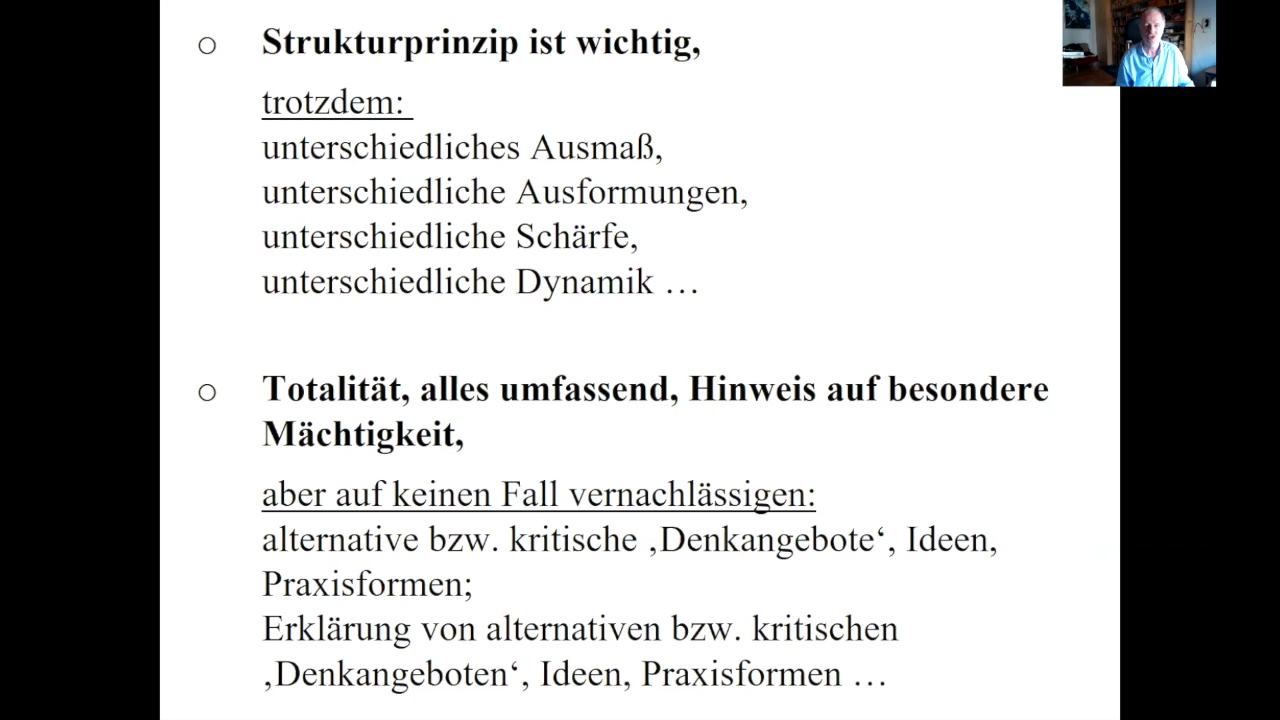 ○ Strukturprinzip ist wichtig,
trotzdem:
unterschiedliches Ausmaß,
unterschiedliche Ausformungen,
unterschiedliche Schärfe,
unterschiedliche Dynamik …
○ Totalität, alles umfassend, Hinweis auf besondere
Mächtigkeit,
aber auf keinen Fall vernachlässigen:
alternative bzw. kritische ‚Denkangebote‘, Ideen,
Praxisformen;
Erklärung von alternativen bzw. kritischen
‚Denkangeboten‘, Ideen, Praxisformen …